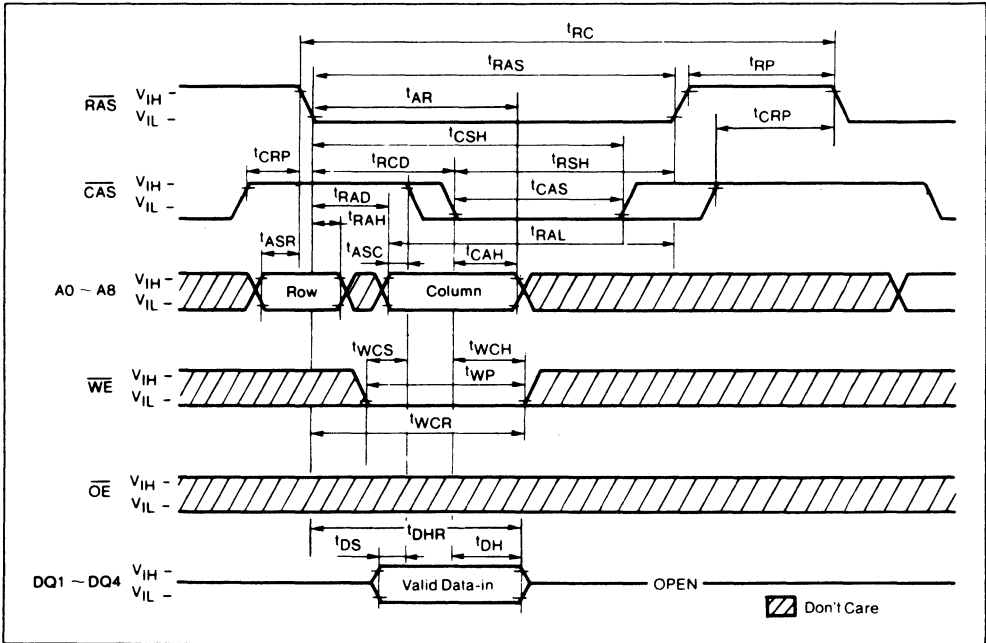 tRC
tRAS tRP
tAR
RAS VIH –
VIL –
tCRP
tCSH
tCRP tRCD tRSH
CAS VIH –
VIL –
tCAS
tRAD
tRAH
tRAL
tASR tASC tCAH
A0 ~ A8 VIH –
VIL –
Row Column
tWCS tWCH
tWP
WE VIH –
VIL –
tWCR
OE VIH –
VIL –
tDHR
tDS tDH
DQ1 ~ DQ4 VIH –
VIL –
Valid Data-in OPEN
Don't Care